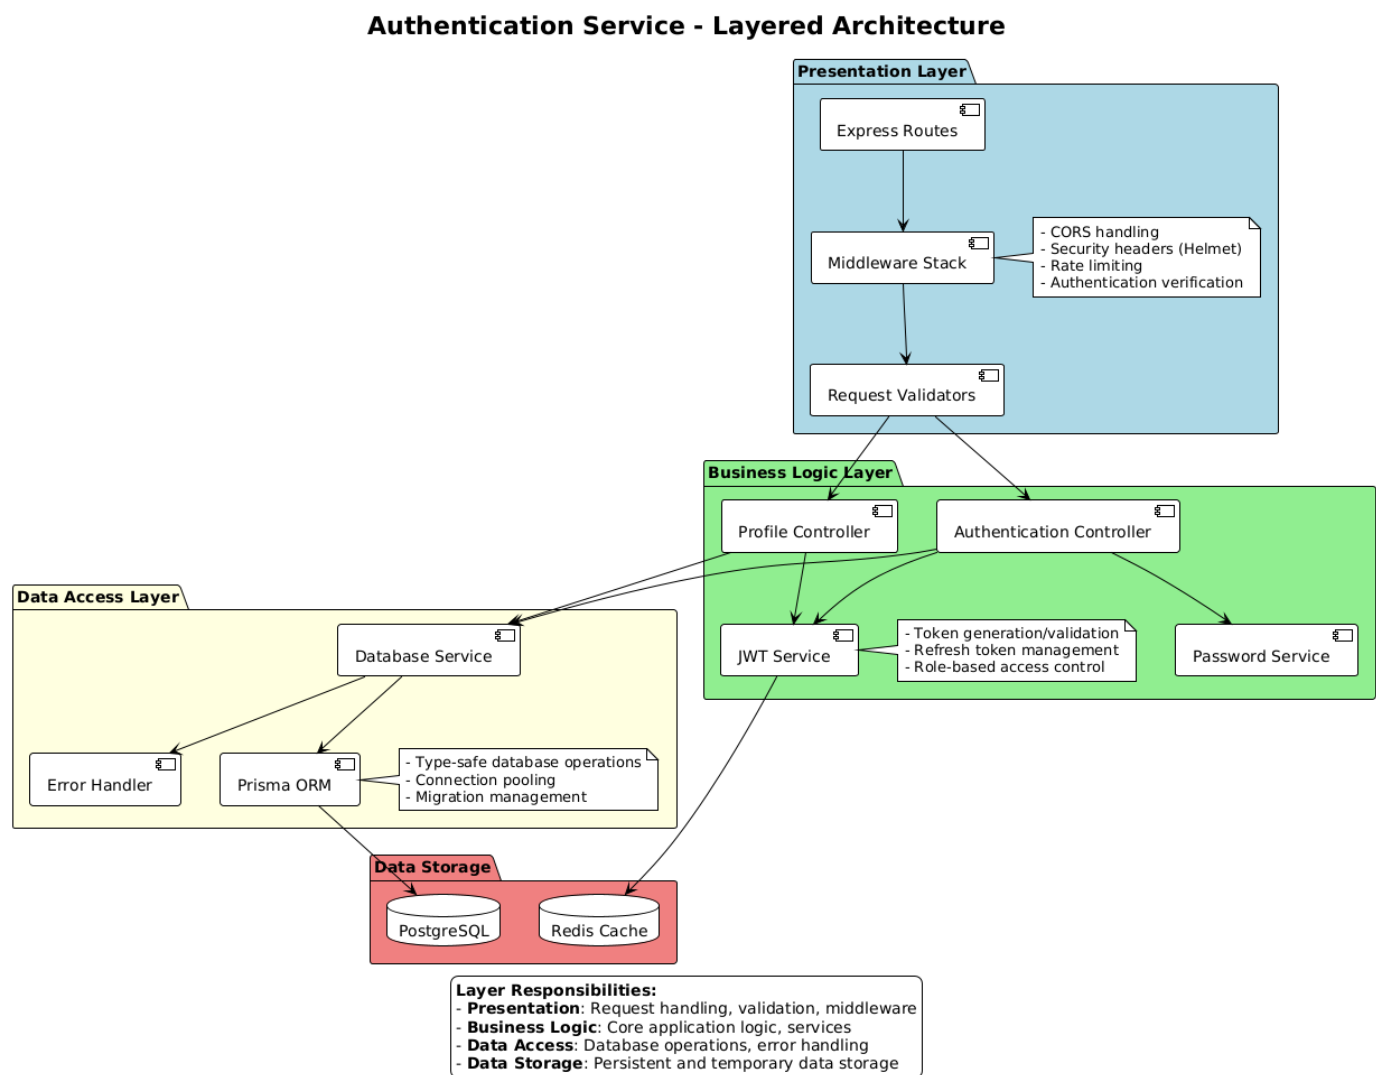 Authentication Service - Layered Architecture
Presentation Layer
Express Routes
Middleware Stack
- CORS handling
- Security headers (Helmet)
- Rate limiting
- Authentication verification
Request Validators
Business Logic Layer
Profile Controller
Authentication Controller
JWT Service
- Token generation/validation
- Refresh token management
- Role-based access control
Password Service
Data Access Layer
Database Service
Error Handler
Prisma ORM
- Type-safe database operations
- Connection pooling
- Migration management
Data Storage
PostgreSQL
Redis Cache
Layer Responsibilities:
- Presentation: Request handling, validation, middleware
- Business Logic: Core application logic, services
- Data Access: Database operations, error handling
- Data Storage: Persistent and temporary data storage